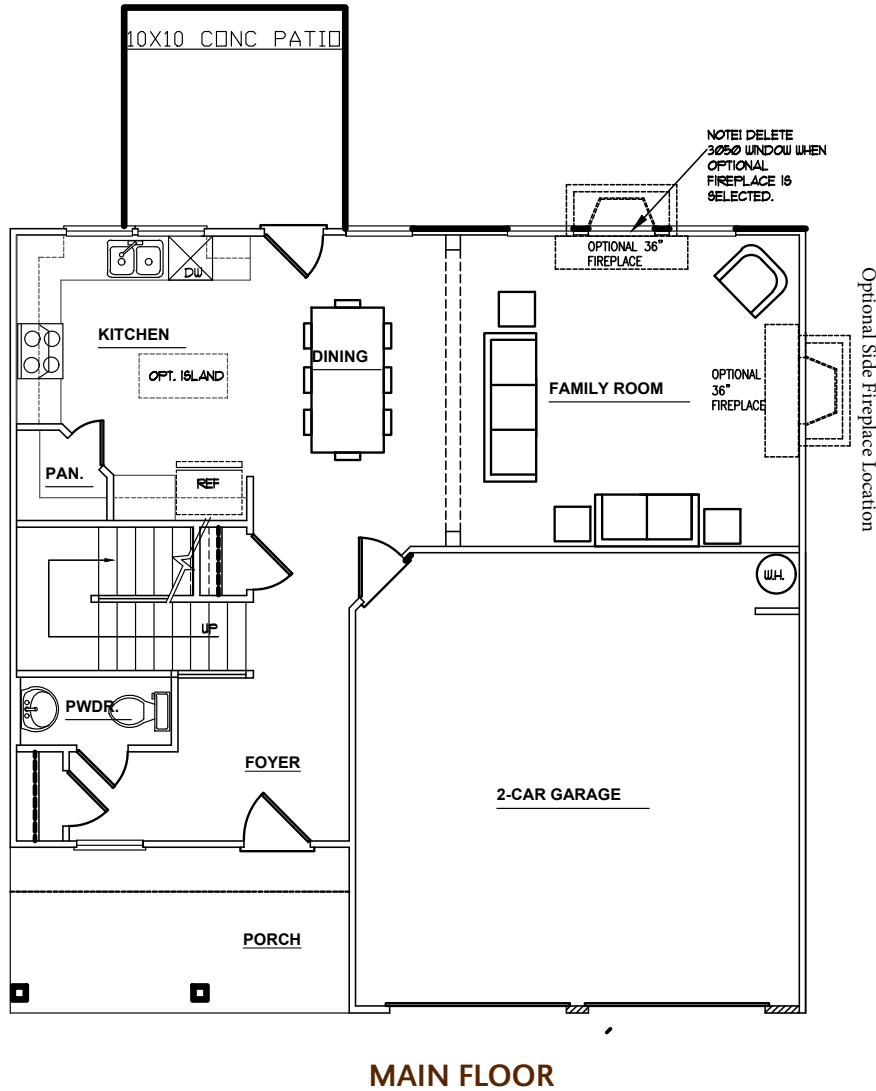 10X10 CONC PATIO
NOTE! DELETE
3050 WINDOW WHEN
OPTIONAL
FIREPLACE IS
SELECTED.
OPTIONAL 36"
FIREPLACE
DW
KITCHEN
OPT. ISLAND
DINING
FAMILY ROOM
OPTIONAL
36"
FIREPLACE
Optional Side Fireplace Location
PAN.
REF
W.H.
UP
PWDR.
FOYER
2-CAR GARAGE
PORCH
MAIN FLOOR